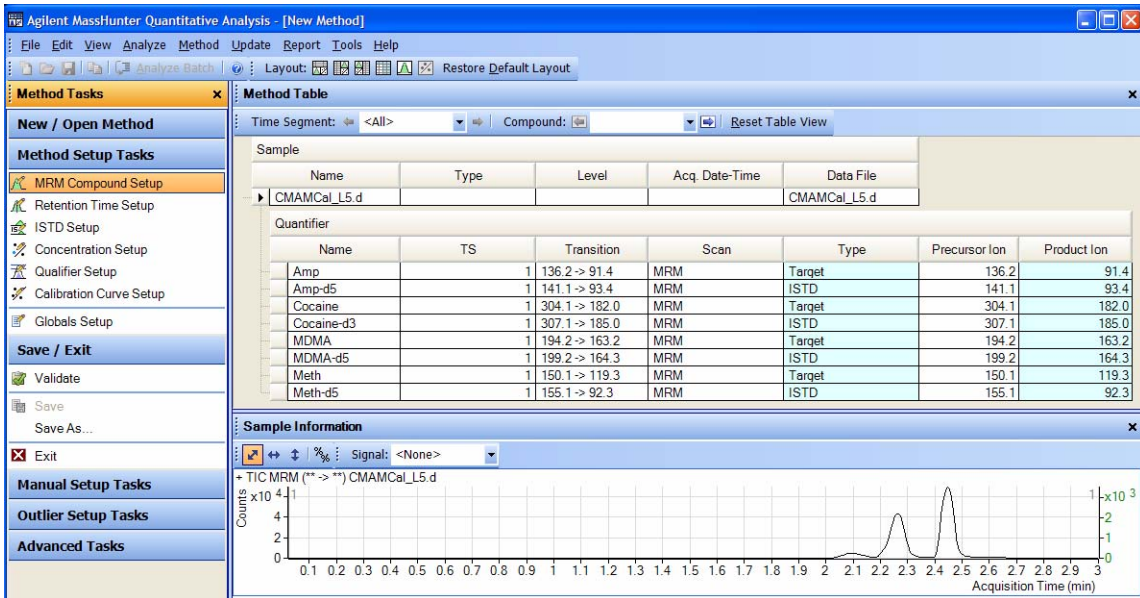 Agilent MassHunter Quantitative Analysis - [New Method]
File Edit View Analyze Method Update Report Tools Help
Analyze Batch Layout: Restore Default Layout
Method Tasks
New / Open Method
Method Setup Tasks
MRM Compound Setup
Retention Time Setup
ISTD Setup
Concentration Setup
Qualifier Setup
Calibration Curve Setup
Globals Setup
Save / Exit
Validate
Save
Save As...
Exit
Manual Setup Tasks
Outlier Setup Tasks
Advanced Tasks
Method Table
Time Segment: <All> Compound: Reset Table View
Sample
Name Type Level Acq. Date-Time Data File
CMAMCal_L5.d CMAMCal_L5.d
Quantifier
Name TS Transition Scan Type Precursor Ion Product Ion
Amp 1 136.2 -> 91.4 MRM Target 136.2 91.4
Amp-d5 1 141.1 -> 93.4 MRM ISTD 141.1 93.4
Cocaine 1 304.1 -> 182.0 MRM Target 304.1 182.0
Cocaine-d3 1 307.1 -> 185.0 MRM ISTD 307.1 185.0
MDMA 1 194.2 -> 163.2 MRM Target 194.2 163.2
MDMA-d5 1 199.2 -> 164.3 MRM ISTD 199.2 164.3
Meth 1 150.1 -> 119.3 MRM Target 150.1 119.3
Meth-d5 1 155.1 -> 92.3 MRM ISTD 155.1 92.3
Sample Information
Signal: <None>
+ TIC MRM (** -> **) CMAMCal_L5.d
Counts
x10 4 1 1 x10 3
4 2
2 1
0 0
0.1 0.2 0.3 0.4 0.5 0.6 0.7 0.8 0.9 1 1.1 1.2 1.3 1.4 1.5 1.6 1.7 1.8 1.9 2 2.1 2.2 2.3 2.4 2.5 2.6 2.7 2.8 2.9 3
Acquisition Time (min)